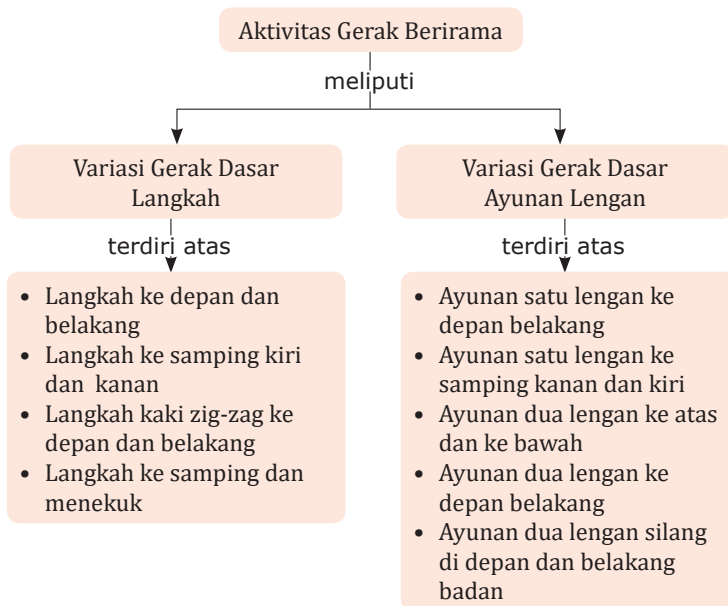 Aktivitas Gerak Berirama
meliputi
Variasi Gerak Dasar
Langkah
terdiri atas
• Langkah ke depan dan
belakang
• Langkah ke samping kiri
dan kanan
• Langkah kaki zig-zag ke
depan dan belakang
• Langkah ke samping dan
menekuk
Variasi Gerak Dasar
Ayunan Lengan
terdiri atas
• Ayunan satu lengan ke
depan belakang
• Ayunan satu lengan ke
samping kanan dan kiri
• Ayunan dua lengan ke atas
dan ke bawah
• Ayunan dua lengan ke
depan belakang
• Ayunan dua lengan silang
di depan dan belakang
badan